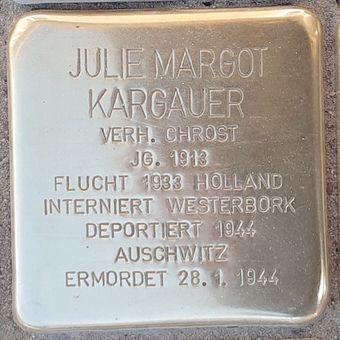 JULIE MARGOT
KARGAUER
VERH. CHROST
JG. 1913
FLUCHT 1933 HOLLAND
INTERNIERT WESTERBORK
DEPORTIERT 1944
AUSCHWITZ
ERMORDET 28.1.1944